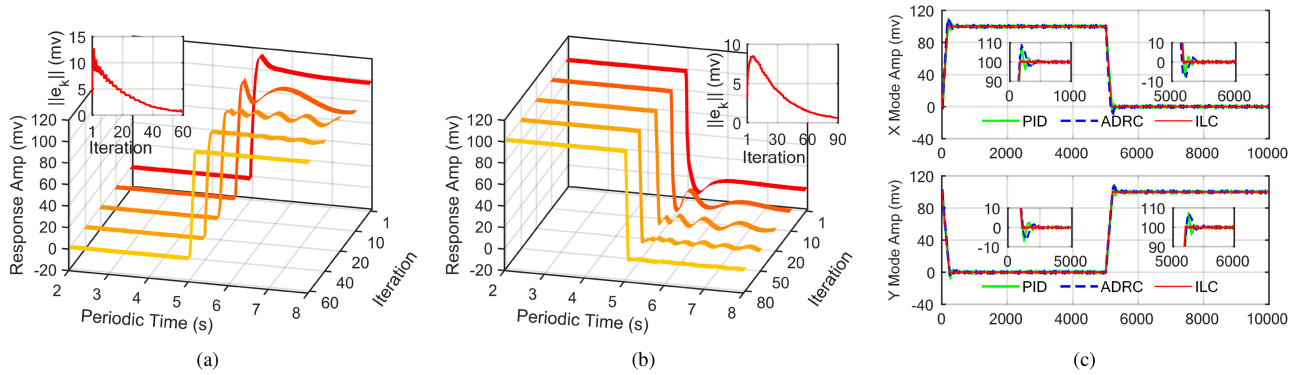 15
10
5
0
||e_k|| (mv)
1 20 40 60
Iteration
120
100
80
60
40
20
0
-20
Response Amp (mv)
2 3 4 5 6 7 8
Periodic Time (s)
1
10
20
40
60
Iteration
(a)
10
5
0
||e_k|| (mv)
1 30 60 90
Iteration
120
100
80
60
40
20
0
-20
Response Amp (mv)
2 3 4 5 6 7 8
Periodic Time (s)
1
10
20
50
80
Iteration
(b)
120
80
40
0
-40
X Mode Amp (mv)
110
100
90
0 1000
10
0
-10
5000 6000
PID ADRC ILC
0 2000 4000 6000 8000 10000
120
80
40
0
-40
Y Mode Amp (mv)
10
0
-10
0 5000
110
100
90
5000 6000
PID ADRC ILC
0 2000 4000 6000 8000 10000
(c)